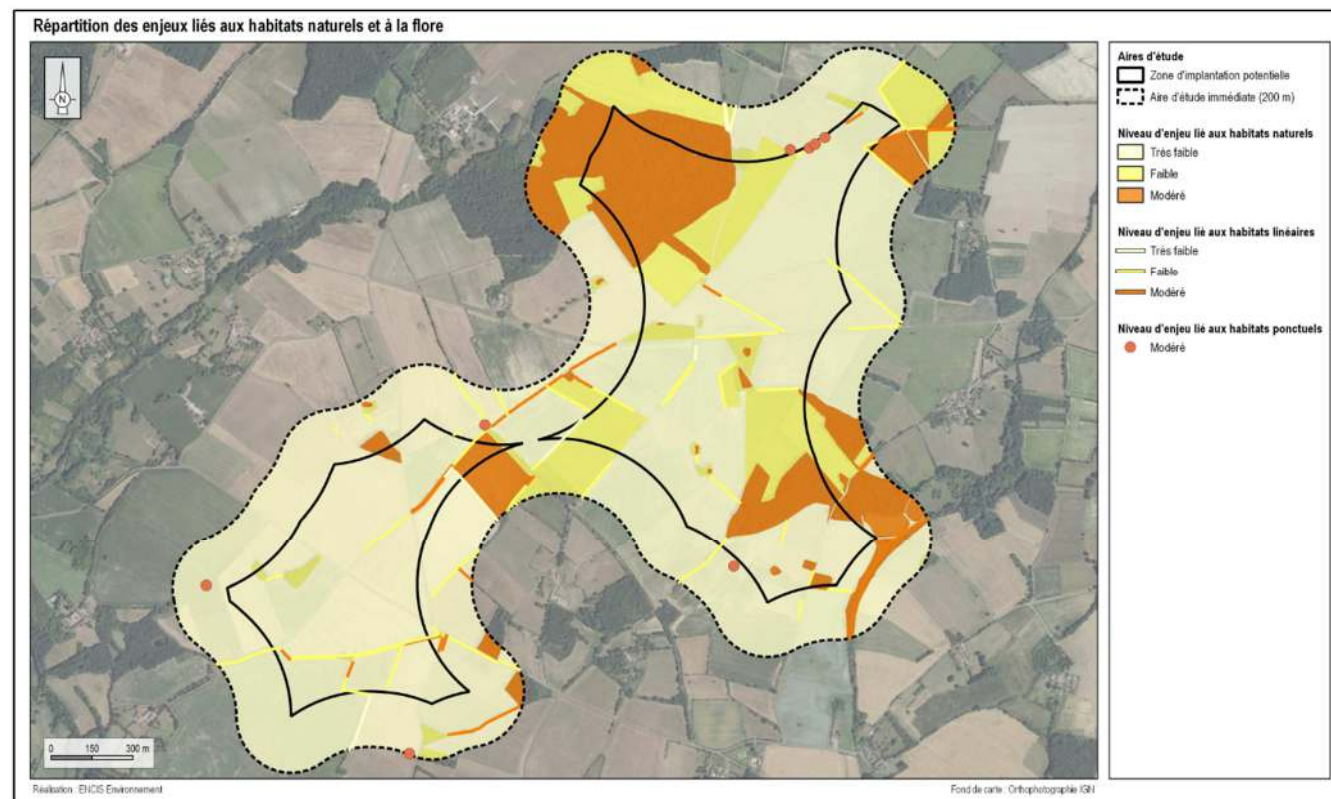 Répartition des enjeux liés aux habitats naturels et à la flore
N
0 150 300 m
Aires d'étude
Zone d'implantation potentielle
Aire d'étude immédiate (200 m)
Niveau d'enjeu lié aux habitats naturels
Très faible
Faible
Modéré
Niveau d'enjeu lié aux habitats linéaires
Très faible
Faible
Modéré
Niveau d'enjeu lié aux habitats ponctuels
Modéré
Réalisation : ENCIS Environnement
Fond de carte : Orthophotographie IGN